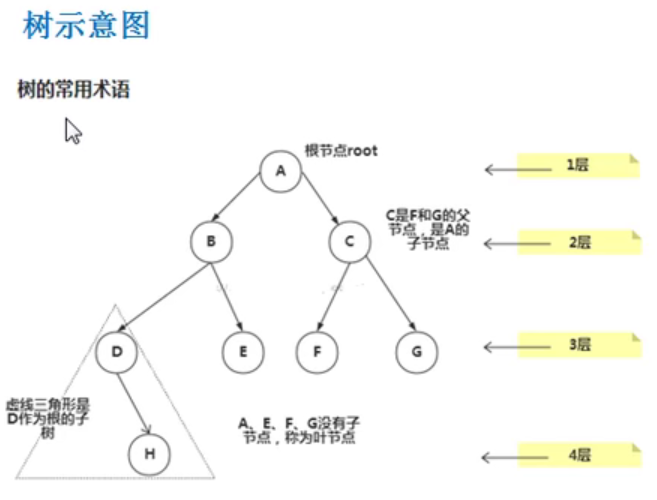 树示意图
树的常用术语
根节点root
A
1层
C是F和G的父
节点，是A的
子节点
B
C
2层
D
E
F
G
3层
虚线三角形是
D作为根的子
树
A、E、F、G没有子
节点，称为叶节点
H
4层